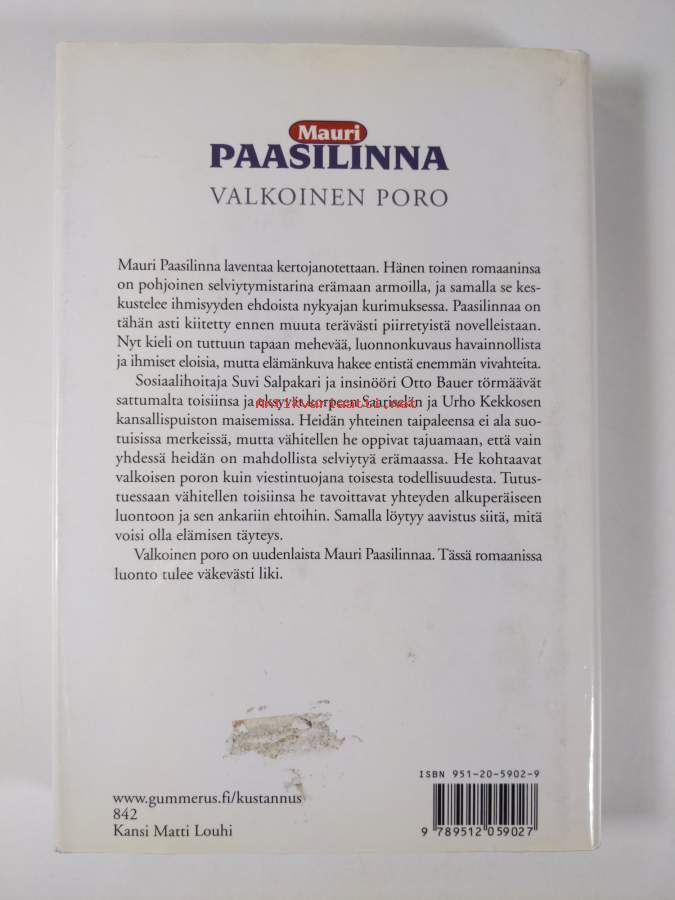 Mauri
PAASILINNA
VALKOINEN PORO
Mauri Paasilinna laventaa kertojanotettaan. Hänen toinen romaaninsa
on pohjoinen selviytymistarina erämaan armoilla, ja samalla se kes-
kustelee ihmisyyden ehdoista nykyajan kurimuksessa. Paasilinnaa on
tähän asti kiitetty ennen muuta terävästi piirretyistä novelleistaan.
Nyt kieli on tuttuun tapaan mehevää, luonnonkuvaus havainnollista
ja ihmiset eloisia, mutta elämänkuva hakee entistä enemmän vivahteita.
Sosiaalihoitaja Suvi Salpakari ja insinööri Otto Bauer törmäävät
sattumalta toisiinsa ja eksyvät korpeen Saariselän ja Urho Kekkosen
kansallispuiston maisemissa. Heidän yhteinen taipaleensa ei ala suo-
tuisissa merkeissä, mutta vähitellen he oppivat tajuamaan, että vain
yhdessä heidän on mahdollista selviytyä erämaassa. He kohtaavat
valkoisen poron kuin viestintuojana toisesta todellisuudesta. Tutus-
tuessaan vähitellen toisiinsa he tavoittavat yhteyden alkuperäiseen
luontoon ja sen ankariin ehtoihin. Samalla löytyy aavistus siitä, mitä
voisi olla elämisen täyteys.
Valkoinen poro on uudenlaista Mauri Paasilinnaa. Tässä romaanissa
luonto tulee väkevästi liki.
ISBN 951-20-5902-9
www.gummerus.fi/kustannus
842
Kansi Matti Louhi
9 789512 059027